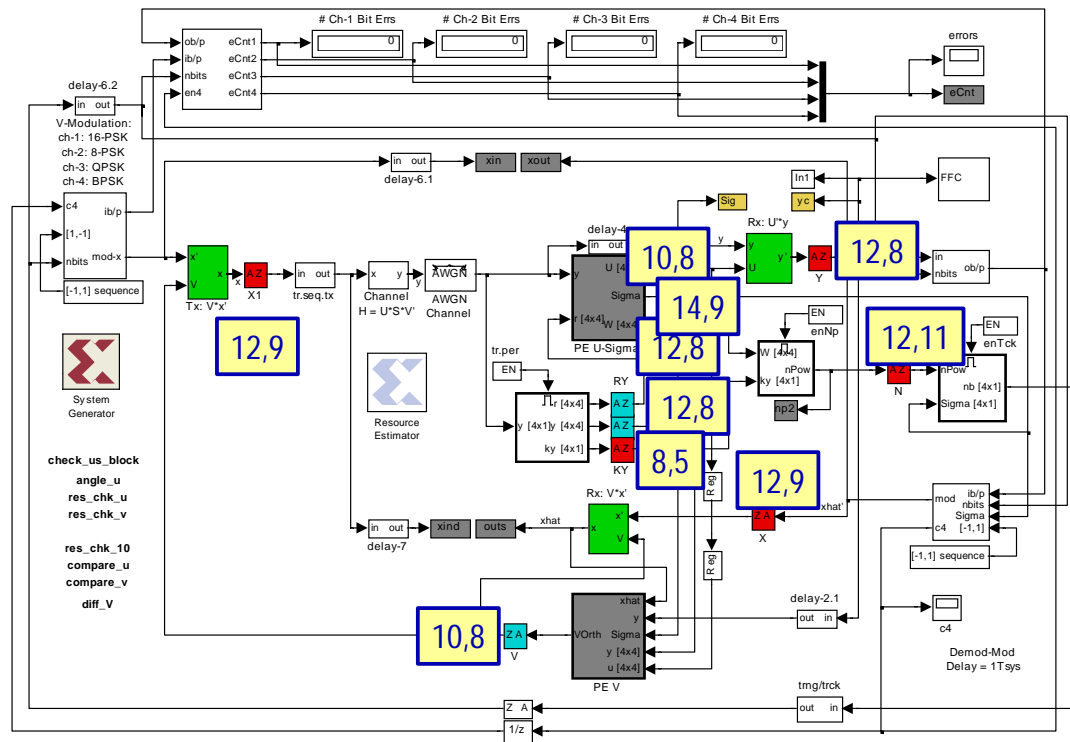 # Ch-1 Bit Errs
# Ch-2 Bit Errs
# Ch-3 Bit Errs
# Ch-4 Bit Errs
0
0
0
0
errors
ob/p
ib/p
nbits
en4
eCnt1
eCnt2
eCnt3
eCnt4
eCnt
delay-6.2
in out
V-Modulation:
ch-1: 16-PSK
ch-2: 8-PSK
ch-3: QPSK
ch-4: BPSK
in out
delay-6.1
xin
xout
In1
yc
FFC
Sig
c4
[1,-1]
nbits
ib/p
mod-x
[-1,1] sequence
x'
V
x
Tx: V*x'
x
A Z
X1
in out
tr.seq.tx
x
y
Channel
H = U*S*V'
y
AWGN
AWGN
Channel
delay-4
in out
y
r [4x4]
U [4
Sigma
W [4x4]
PE U-Sigma
10,8
14,9
12,8
12,8
8,5
Rx: U'*y
y
y
U
y'
A Z
Y
12,8
in
nbits
ob/p
12,9
System
Generator
Resource
Estimator
tr.per
EN
r [4x4]
y [4x1]
y [4x4]
ky [4x1]
RY
A Z
A Z
A Z
KY
EN
enNp
W [4x4]
ky
nPow
[4x1]
np2
12,11
A Z
N
EN
enTck
nPow
nb [4x1]
Sigma [4x1]
check_us_block
angle_u
res_chk_u
res_chk_v
res_chk_10
compare_u
compare_v
diff_V
in out
delay-7
xind
outs
xhat
Rx: V*x'
x'
V
x
R eg
R eg
12,9
Z A
X
xhat'
mod
c4
ib/p
nbits
Sigma
[-1,1]
[-1,1] sequence
10,8
Z A
V
VOrth
xhat
y
Sigma
y [4x4]
u [4x4]
PE V
delay-2.1
out in
c4
Demod-Mod
Delay = 1Tsys
trng/trck
out in
Z A
1/z